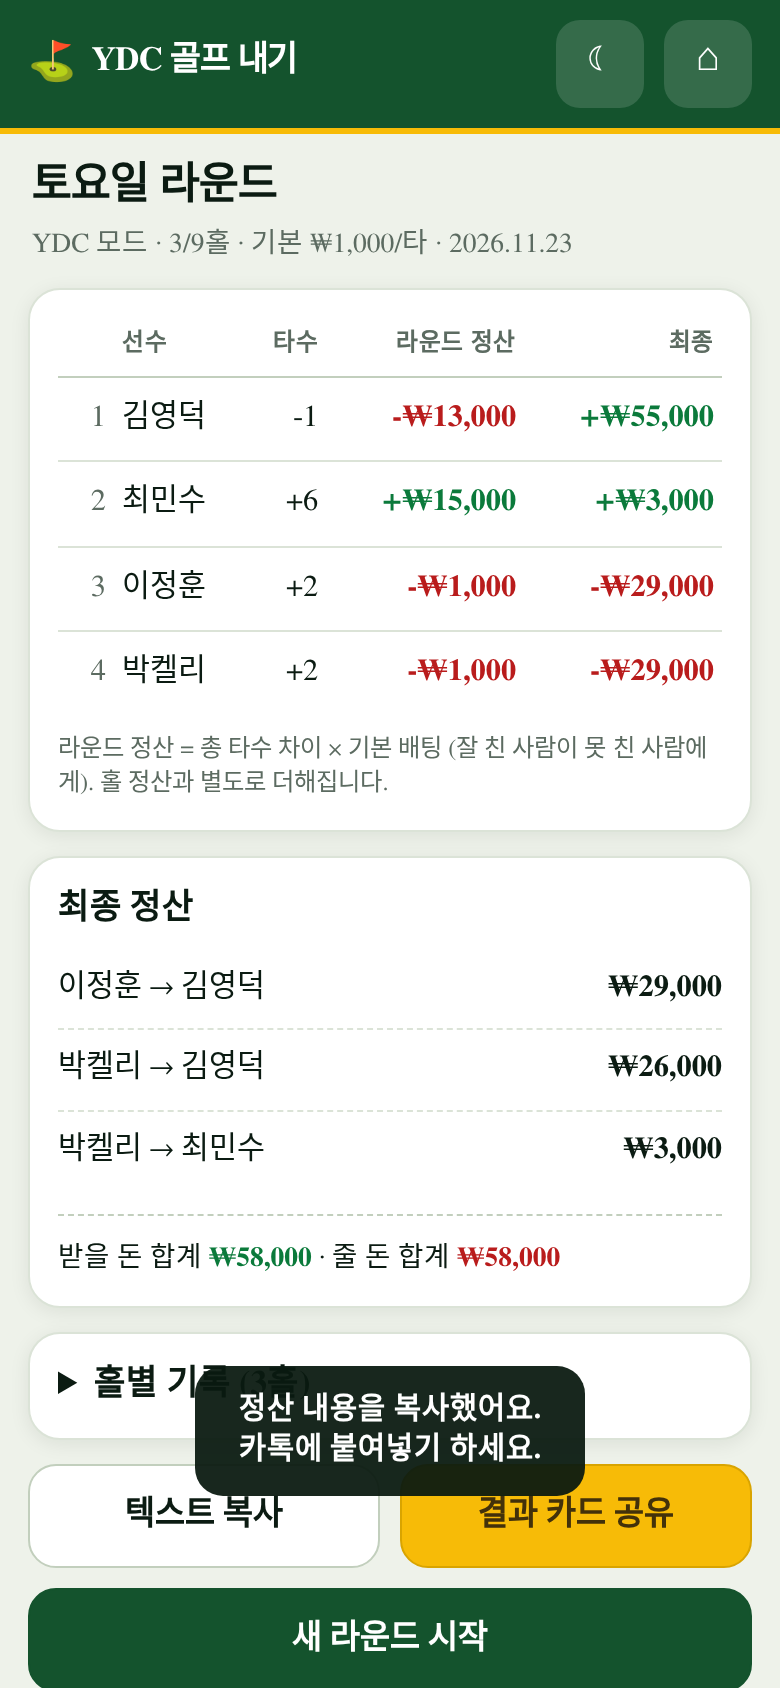 YDC 골프 내기
토요일 라운드
YDC 모드 · 3/9홀 · 기본 ₩1,000/타 · 2026.11.23
선수 타수 라운드 정산 최종
1 김영덕 -1 -₩13,000 +₩55,000
2 최민수 +6 +₩15,000 +₩3,000
3 이정훈 +2 -₩1,000 -₩29,000
4 박켈리 +2 -₩1,000 -₩29,000
라운드 정산 = 총 타수 차이 × 기본 배팅 (잘 친 사람이 못 친 사람에
게). 홀 정산과 별도로 더해집니다.
최종 정산
이정훈 → 김영덕 ₩29,000
박켈리 → 김영덕 ₩26,000
박켈리 → 최민수 ₩3,000
받을 돈 합계 ₩58,000 · 줄 돈 합계 ₩58,000
▶ 홀별 기록 (3홀)
정산 내용을 복사했어요.
카톡에 붙여넣기 하세요.
텍스트 복사
결과 카드 공유
새 라운드 시작